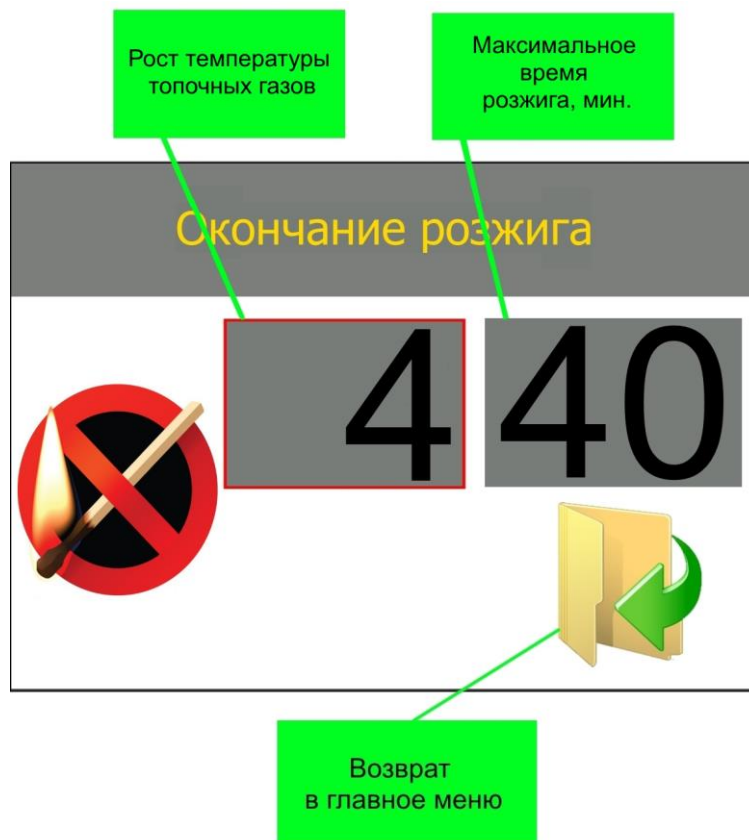 Рост температуры
топочных газов
Максимальное
время
розжига, мин.
Окончание розжига
4
40
Возврат
в главное меню